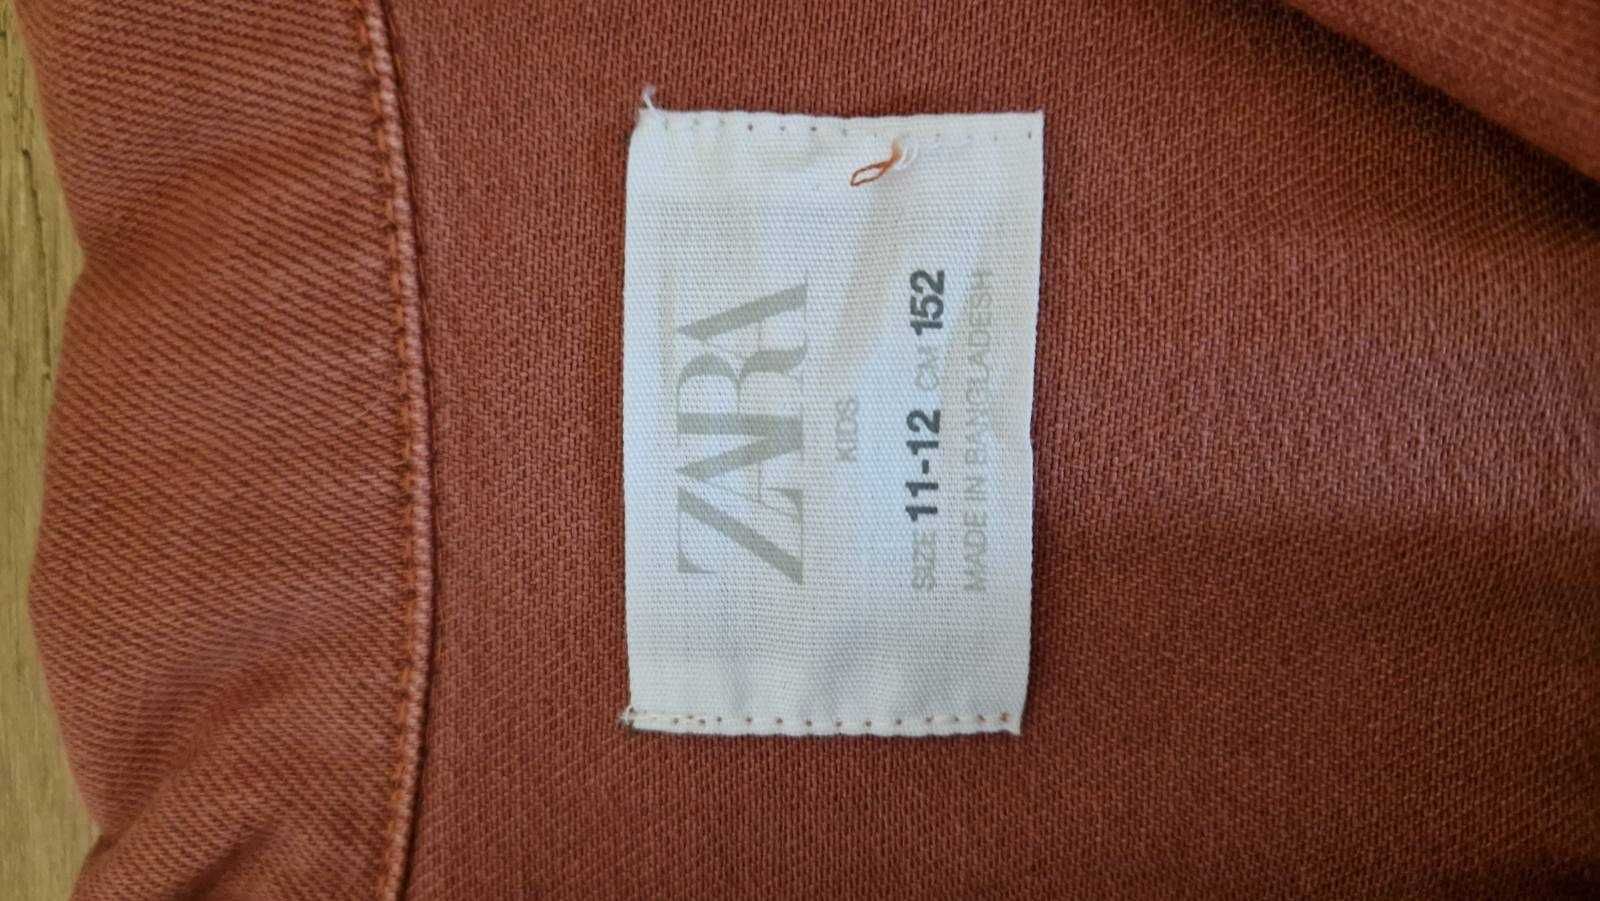 ZARA
KIDS
SIZE 11-12 CM 152
MADE IN BANGLADESH